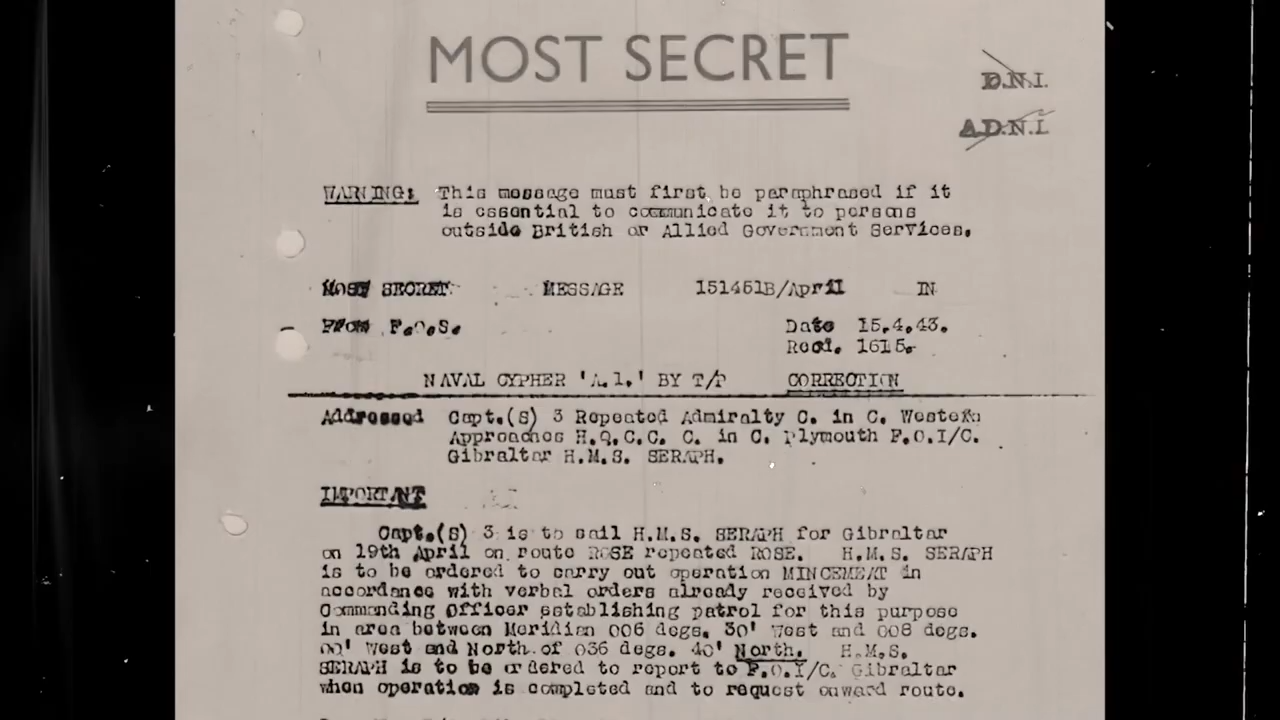 MOST SECRET
D.N.I.
A.D.N.I.
WARNING: This message must first be paraphrased if it
is essential to communicate it to persons
outside British or Allied Government Services.
MOST SECRET MESSAGE 151451B/April IN
From F.O.S. Date 15.4.43.
Recd. 1615.
NAVAL CYPHER 'A.1.' BY T/P CORRECTION
Addressed Capt.(S) 3 Repeated Admiralty C. in C. Western
Approaches H.Q.C.C. C. in C. Plymouth F.O.I/C.
Gibraltar H.M.S. SERAPH.
IMPORTANT
Capt.(S) 3 is to sail H.M.S. SERAPH for Gibraltar
on 19th April on route ROSE repeated ROSE. H.M.S. SERAPH
is to be ordered to carry out operation MINCEMEAT in
accordance with verbal orders already received by
Commanding Officer establishing patrol for this purpose
in area between Meridian 006 degs. 30' West and 008 degs.
00' West and North of 036 degs. 40' North. H.M.S.
SERAPH is to be ordered to report to F.O.I/C. Gibraltar
when operation is completed and to request onward route.